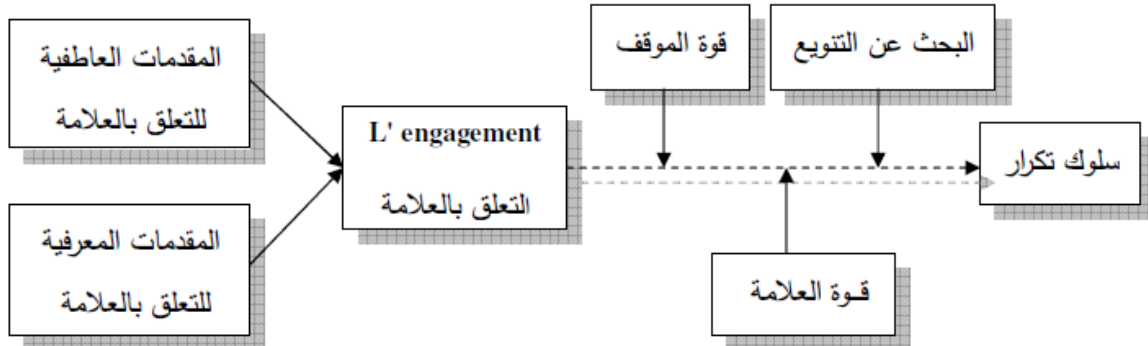 المقدمات العاطفية
للتعلق بالعلامة
المقدمات المعرفية
للتعلق بالعلامة
L' engagement
التعلق بالعلامة
قوة الموقف
البحث عن التنويع
قـوة العلامة
سلوك تكرار